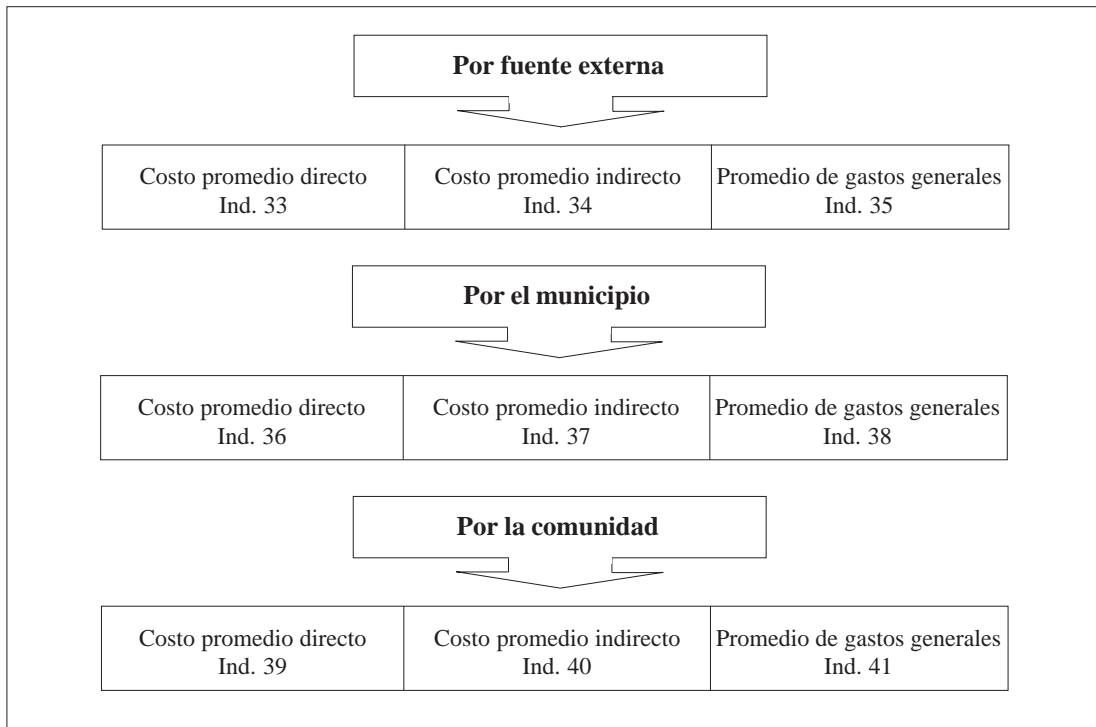 Por fuente externa
Costo promedio directo
Ind. 33
Costo promedio indirecto
Ind. 34
Promedio de gastos generales
Ind. 35
Por el municipio
Costo promedio directo
Ind. 36
Costo promedio indirecto
Ind. 37
Promedio de gastos generales
Ind. 38
Por la comunidad
Costo promedio directo
Ind. 39
Costo promedio indirecto
Ind. 40
Promedio de gastos generales
Ind. 41